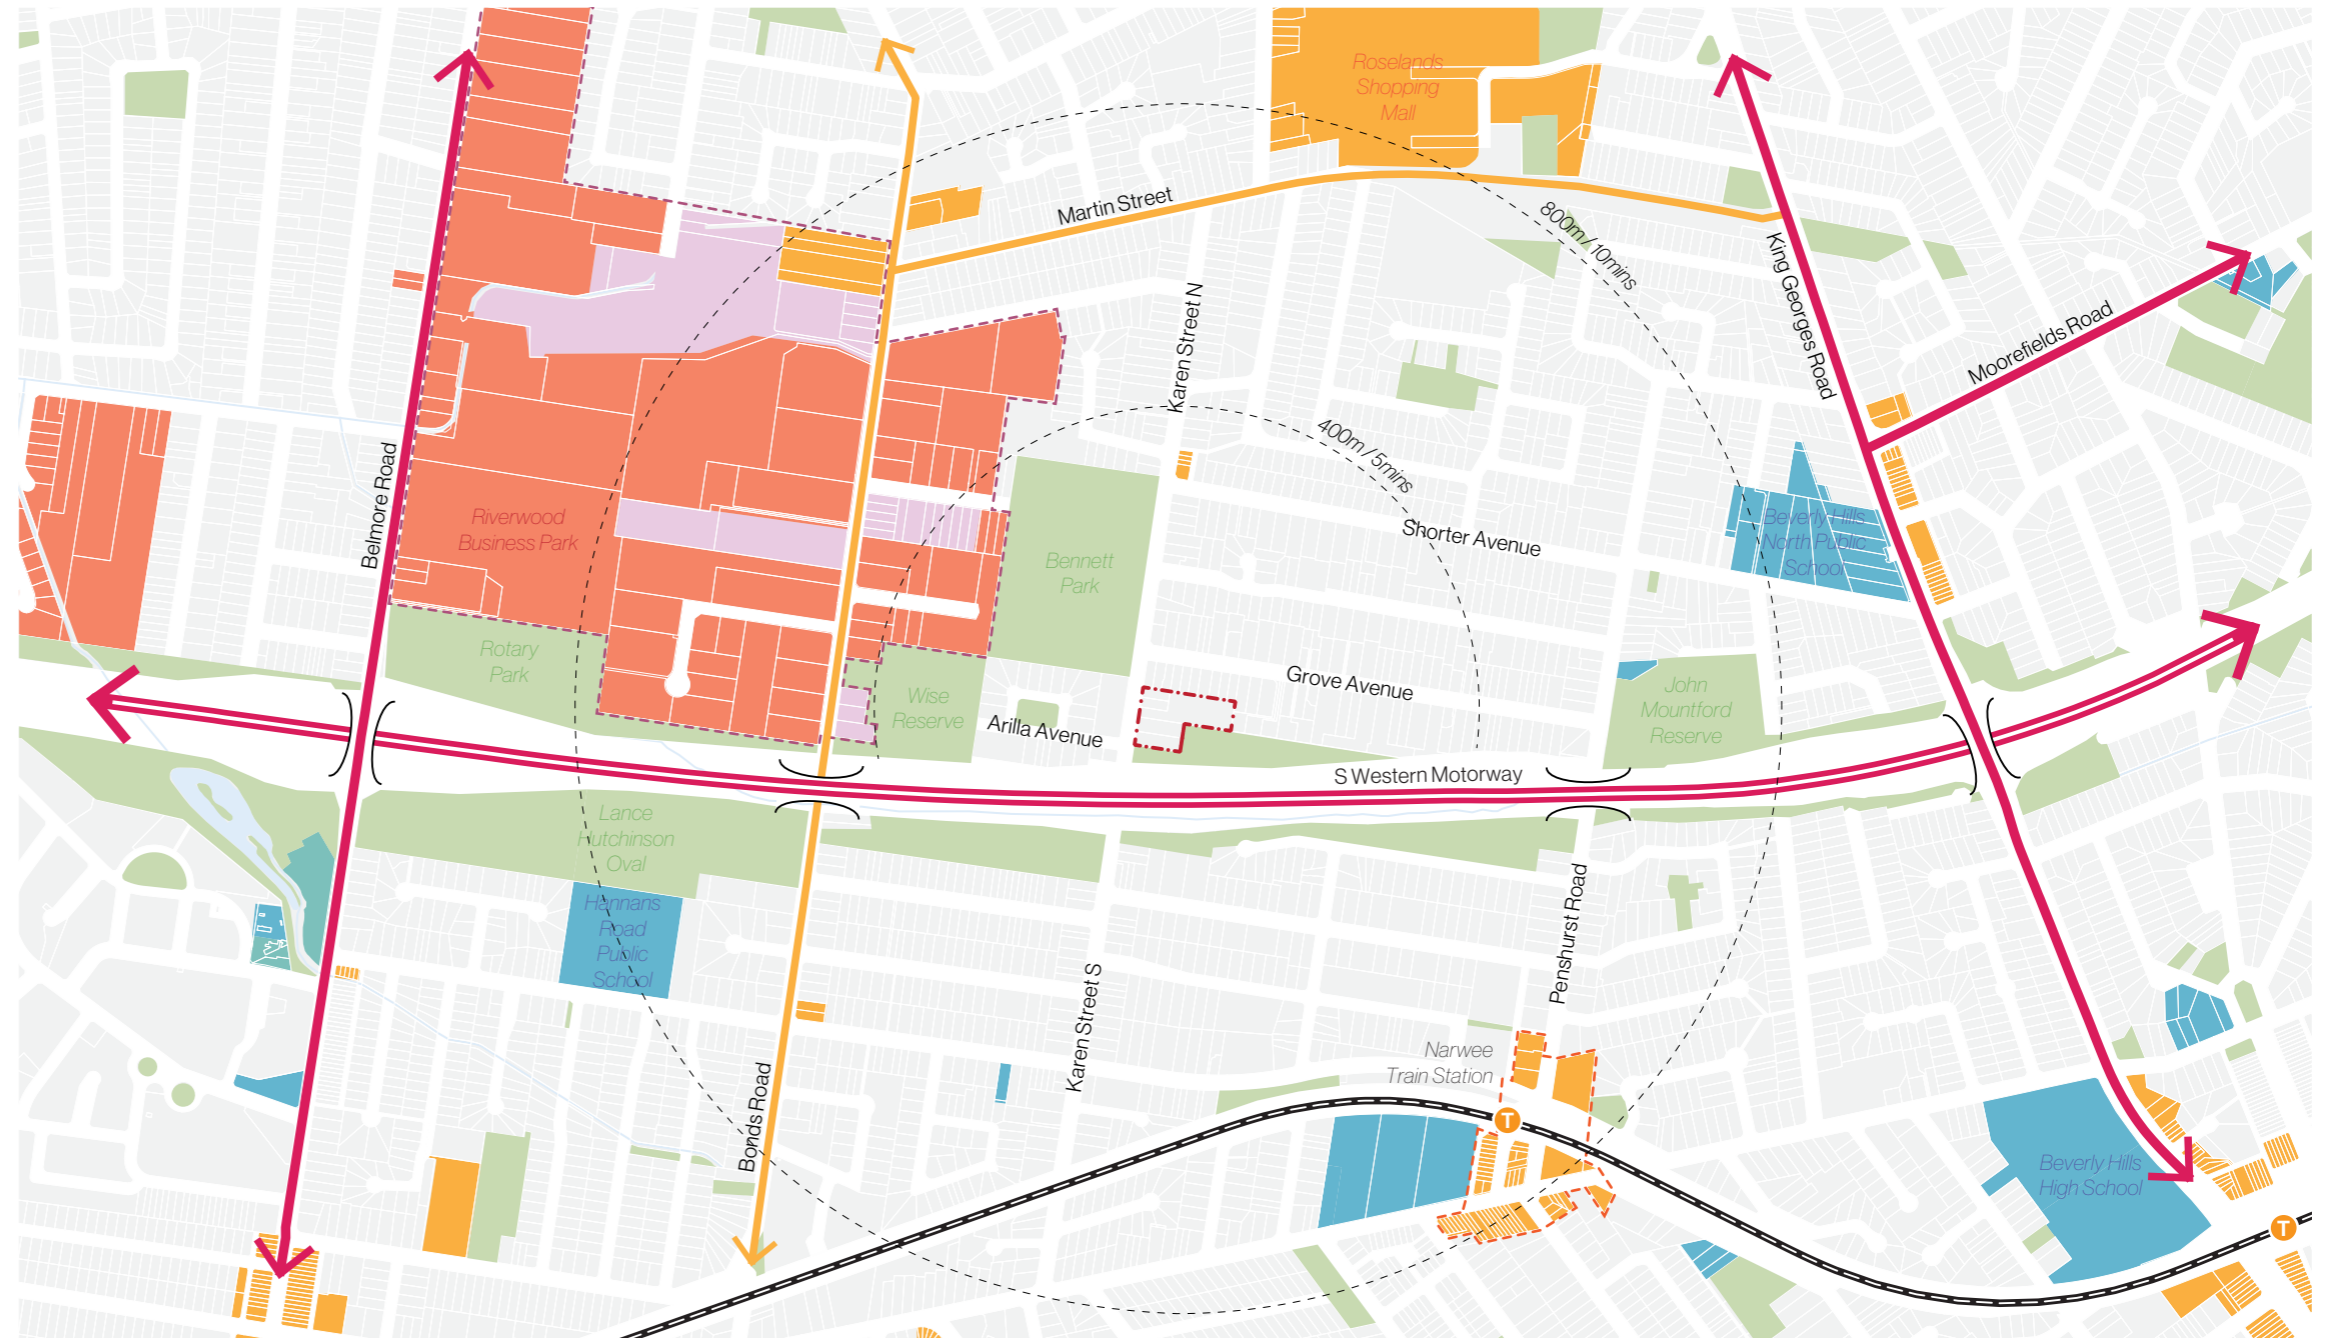 Roselands
Shopping
Mall
Martin Street
800m / 10mins
King Georges Road
Moorefields Road
Karen Street N
400m / 5mins
Belmore Road
Riverwood
Business Park
Shorter Avenue
Beverly Hills
North Public
School
Bennett
Park
Rotary
Park
Wise
Reserve
Arilla Avenue
Grove Avenue
John
Mountford
Reserve
S Western Motorway
Lance
Hutchinson
Oval
Hannans
Road
Public
School
Penshurst Road
Karen Street S
Bonds Road
Narwee
Train Station
T
Beverly Hills
High School
T